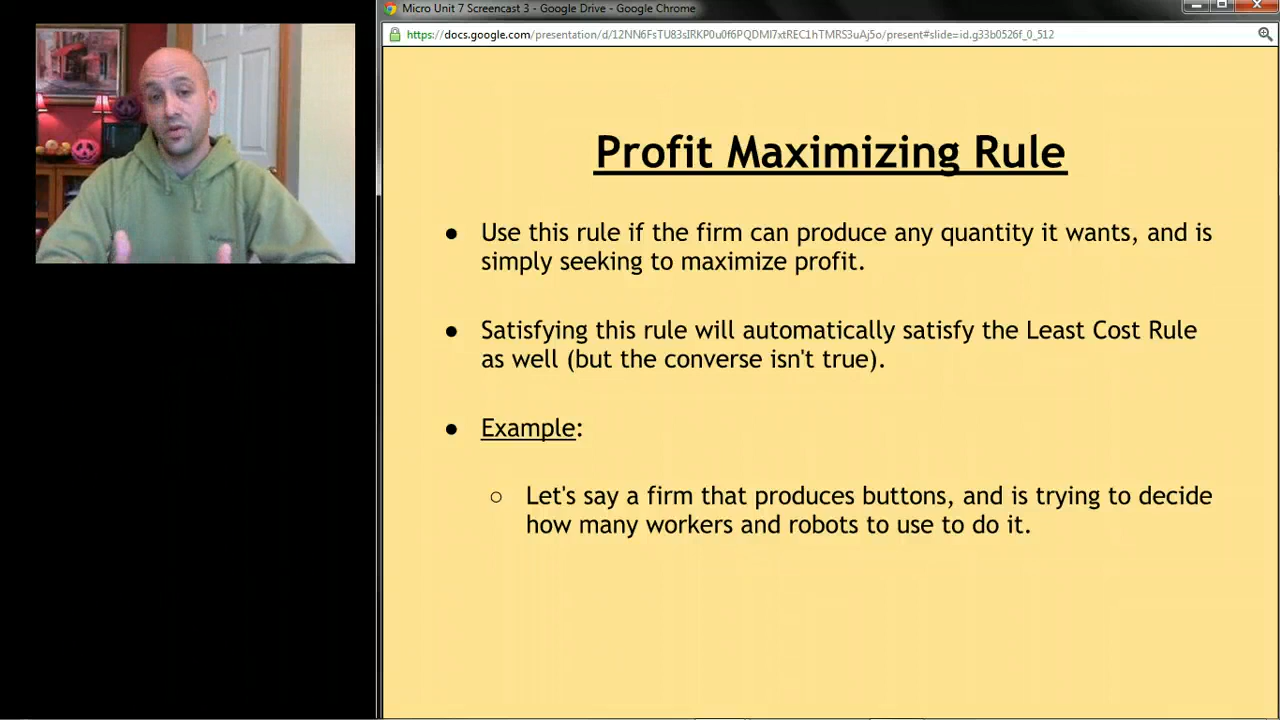 Micro Unit 7 Screencast 3 - Google Drive - Google Chrome
Profit Maximizing Rule
● Use this rule if the firm can produce any quantity it wants, and is
simply seeking to maximize profit.
● Satisfying this rule will automatically satisfy the Least Cost Rule
as well (but the converse isn't true).
● Example:
○ Let's say a firm that produces buttons, and is trying to decide
how many workers and robots to use to do it.